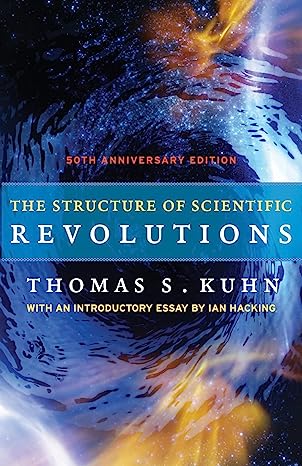 50TH ANNIVERSARY EDITION
THE STRUCTURE OF SCIENTIFIC
REVOLUTIONS
THOMAS S. KUHN
WITH AN INTRODUCTORY ESSAY BY IAN HACKING